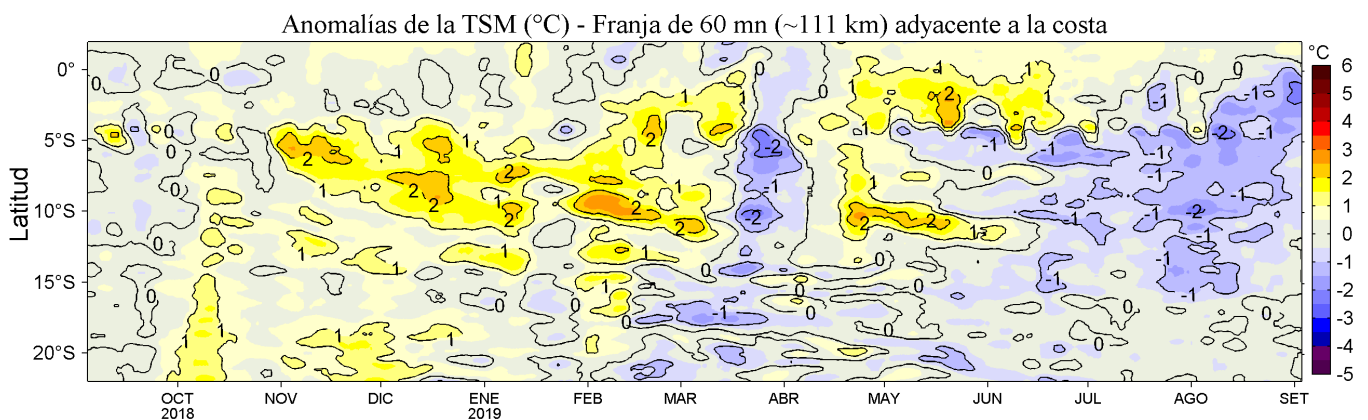 Anomalías de la TSM (°C) - Franja de 60 mn (~111 km) adyacente a la costa
°C
6
5
4
3
2
1
0
-1
-2
-3
-4
-5
Latitud
0°
5°S
10°S
15°S
20°S
OCT NOV DIC ENE FEB MAR ABR MAY JUN JUL AGO SET
2018 2019